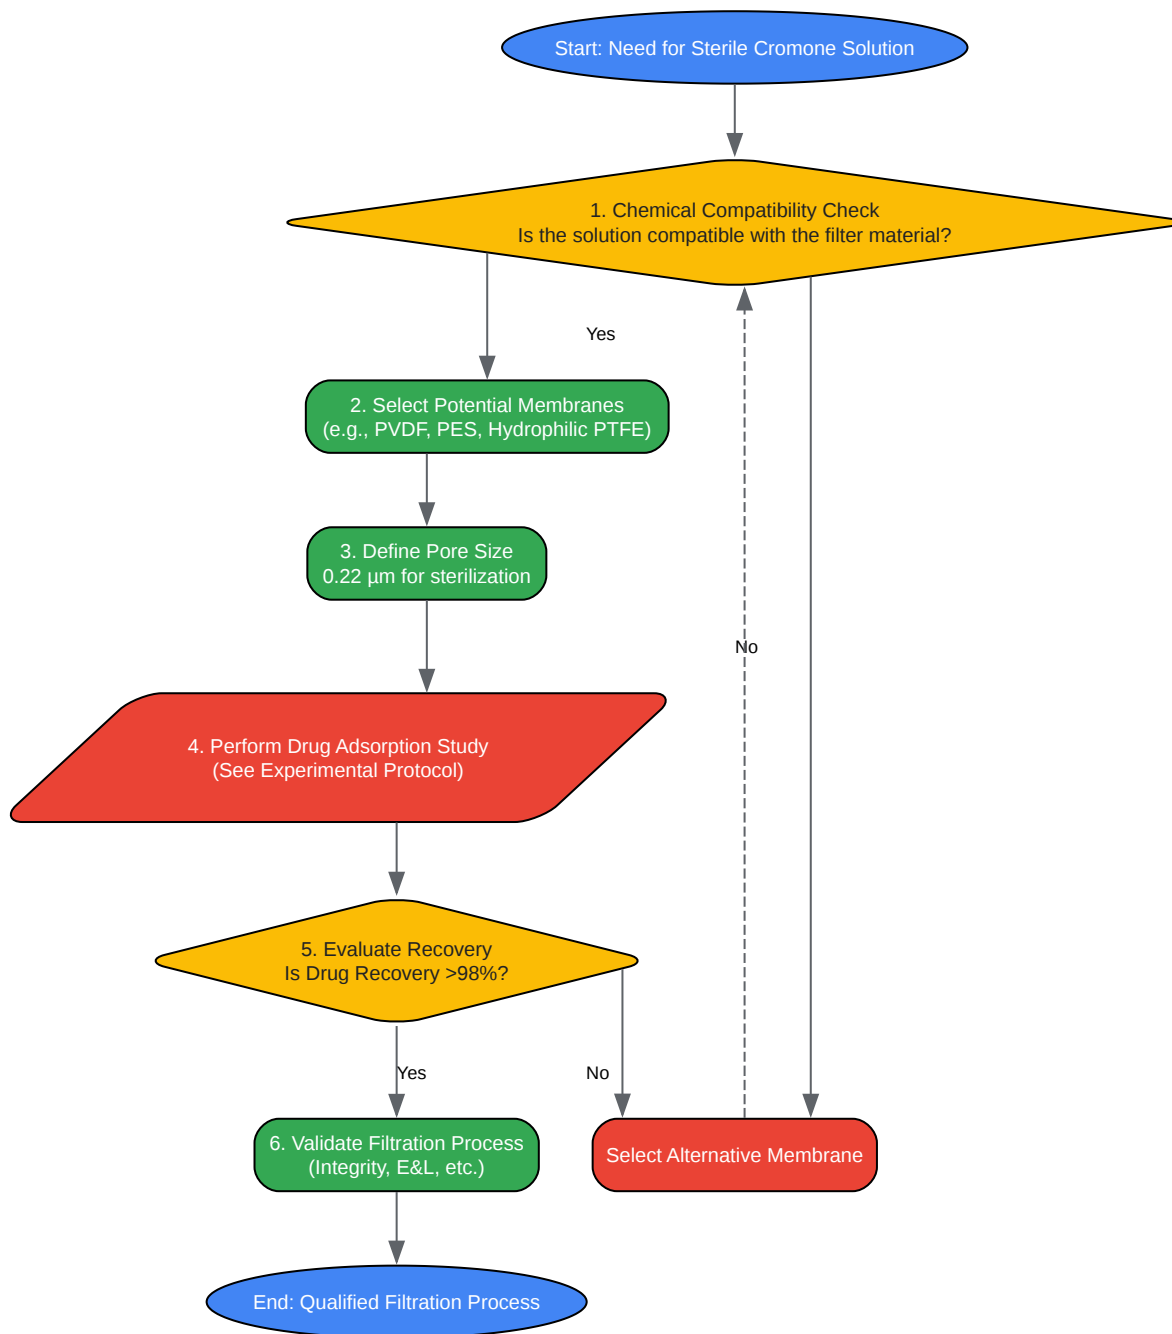 Start: Need for Sterile Cromone Solution
1. Chemical Compatibility Check
Is the solution compatible with the filter material?
Yes
2. Select Potential Membranes
(e.g., PVDF, PES, Hydrophilic PTFE)
3. Define Pore Size
0.22 µm for sterilization
No
4. Perform Drug Adsorption Study
(See Experimental Protocol)
5. Evaluate Recovery
Is Drug Recovery >98%?
Yes
No
6. Validate Filtration Process
(Integrity, E&L, etc.)
Select Alternative Membrane
End: Qualified Filtration Process